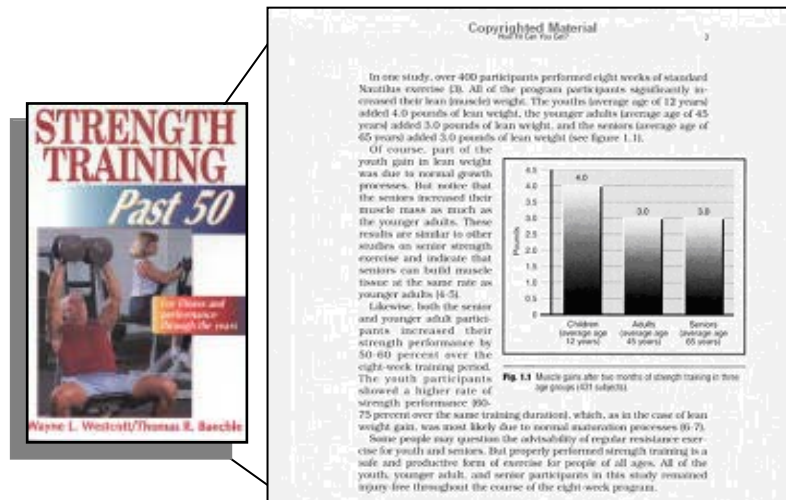 STRENGTH
TRAINING
Past 50
For fitness and
performance
through the years
Wayne L. Westcott/Thomas R. Baechle
Copyrighted Material
How Fit Can You Get?
3
In one study, over 400 participants performed eight weeks of standard
Nautilus exercise (3). All of the program participants significantly in-
creased their lean (muscle) weight. The youths (average age of 12 years)
added 4.0 pounds of lean weight, the younger adults (average age of 45
years) added 3.0 pounds of lean weight, and the seniors (average age of
65 years) added 3.0 pounds of lean weight (see figure 1.1).
Of course, part of the
youth gain in lean weight
was due to normal growth
processes. But notice that
the seniors increased their
muscle mass as much as
the younger adults. These
results are similar to other
studies on senior strength
exercise and indicate that
seniors can build muscle
tissue at the same rate as
younger adults (4-5).
Likewise, both the senior
and younger adult partici-
pants increased their
strength performance by
50-60 percent over the
eight-week training period.
The youth participants
showed a higher rate of
strength performance (60-
75 percent over the same training duration), which, as in the case of lean
weight gain, was most likely due to normal maturation processes (6-7).
Some people may question the advisability of regular resistance exer-
cise for youth and seniors. But properly performed strength training is a
safe and productive form of exercise for people of all ages. All of the
youth, younger adult, and senior participants in this study remained
injury-free throughout the course of the eight-week program.
Pounds
4.5
4.0
3.5
3.0
2.5
2.0
1.5
1.0
0.5
0
4.0
3.0
3.0
Children
(average age
12 years)
Adults
(average age
45 years)
Seniors
(average age
65 years)
Fig. 1.1 Muscle gains after two months of strength training in three
age groups (431 subjects).